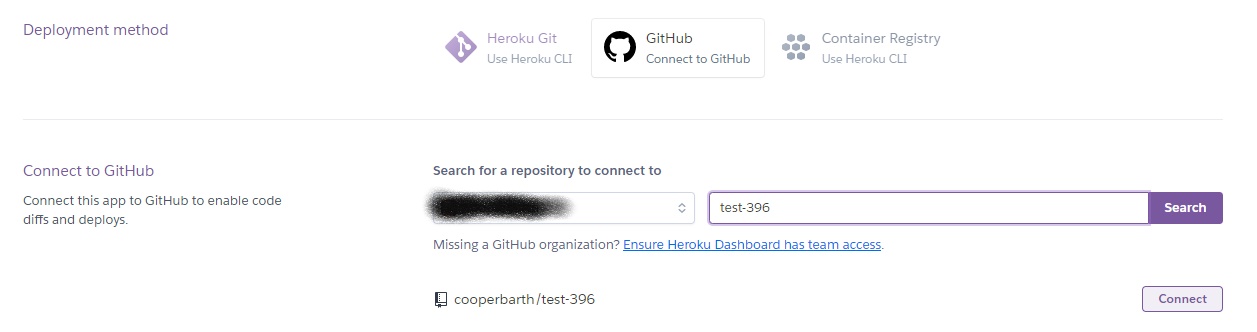 Deployment method
Heroku Git
Use Heroku CLI
GitHub
Connect to GitHub
Container Registry
Use Heroku CLI
Connect to GitHub
Connect this app to GitHub to enable code
diffs and deploys.
Search for a repository to connect to
test-396
Search
Missing a GitHub organization? Ensure Heroku Dashboard has team access.
cooperbarth/test-396
Connect